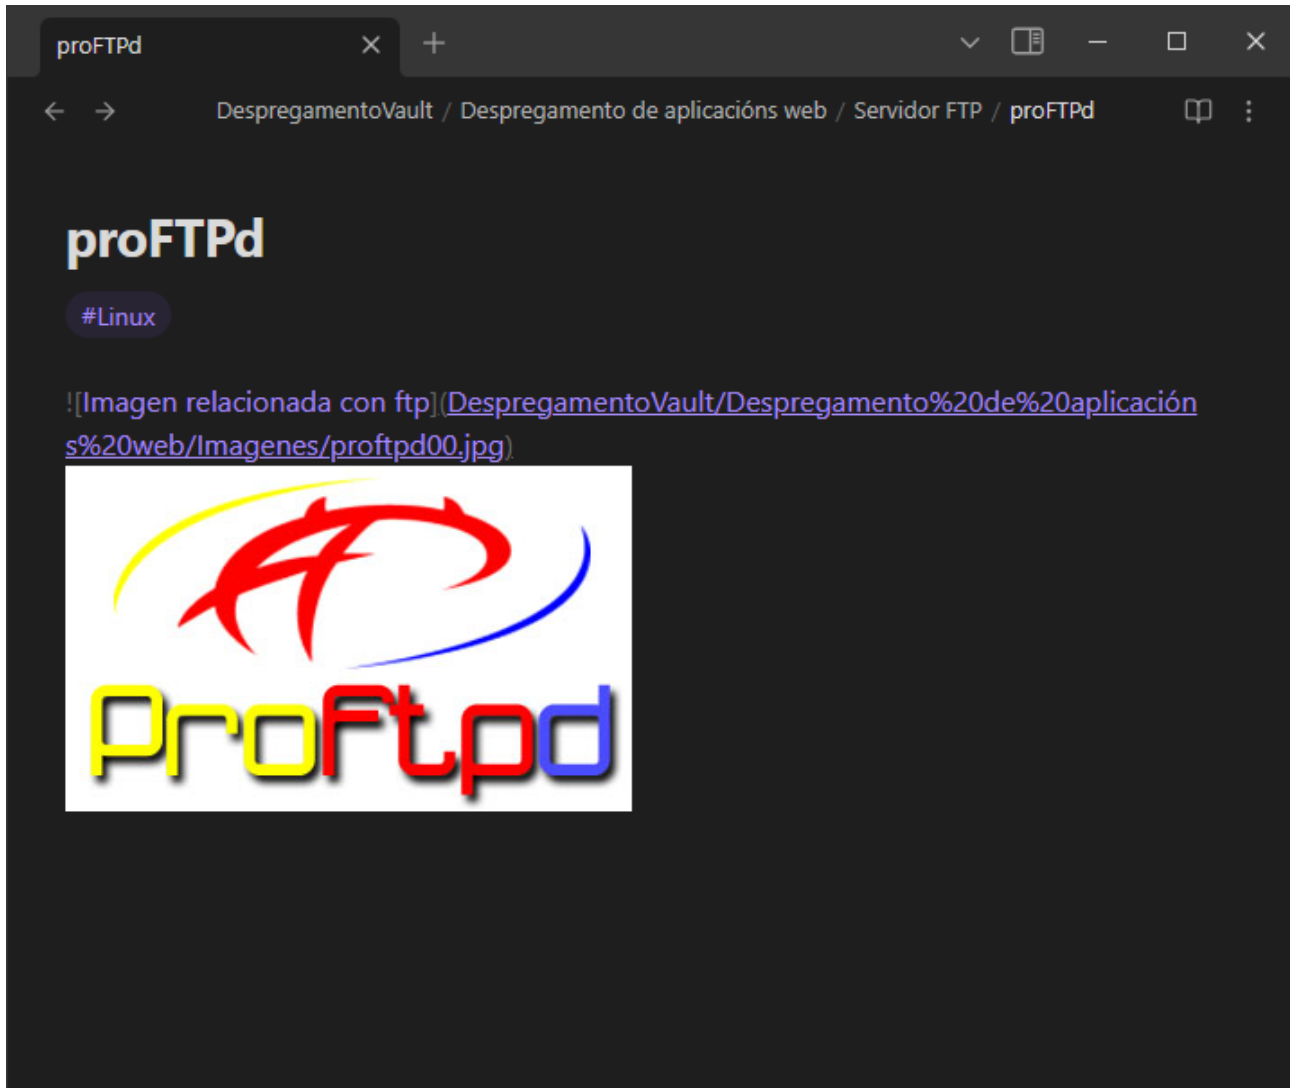 proFTPd
DespregamentoVault / Despregamento de aplicacións web / Servidor FTP / proFTPd
proFTPd
#Linux
![Imagen relacionada con ftp](DespregamentoVault/Despregamento%20de%20aplicación
s%20web/Imagenes/proftpd00.jpg)
Proftpd